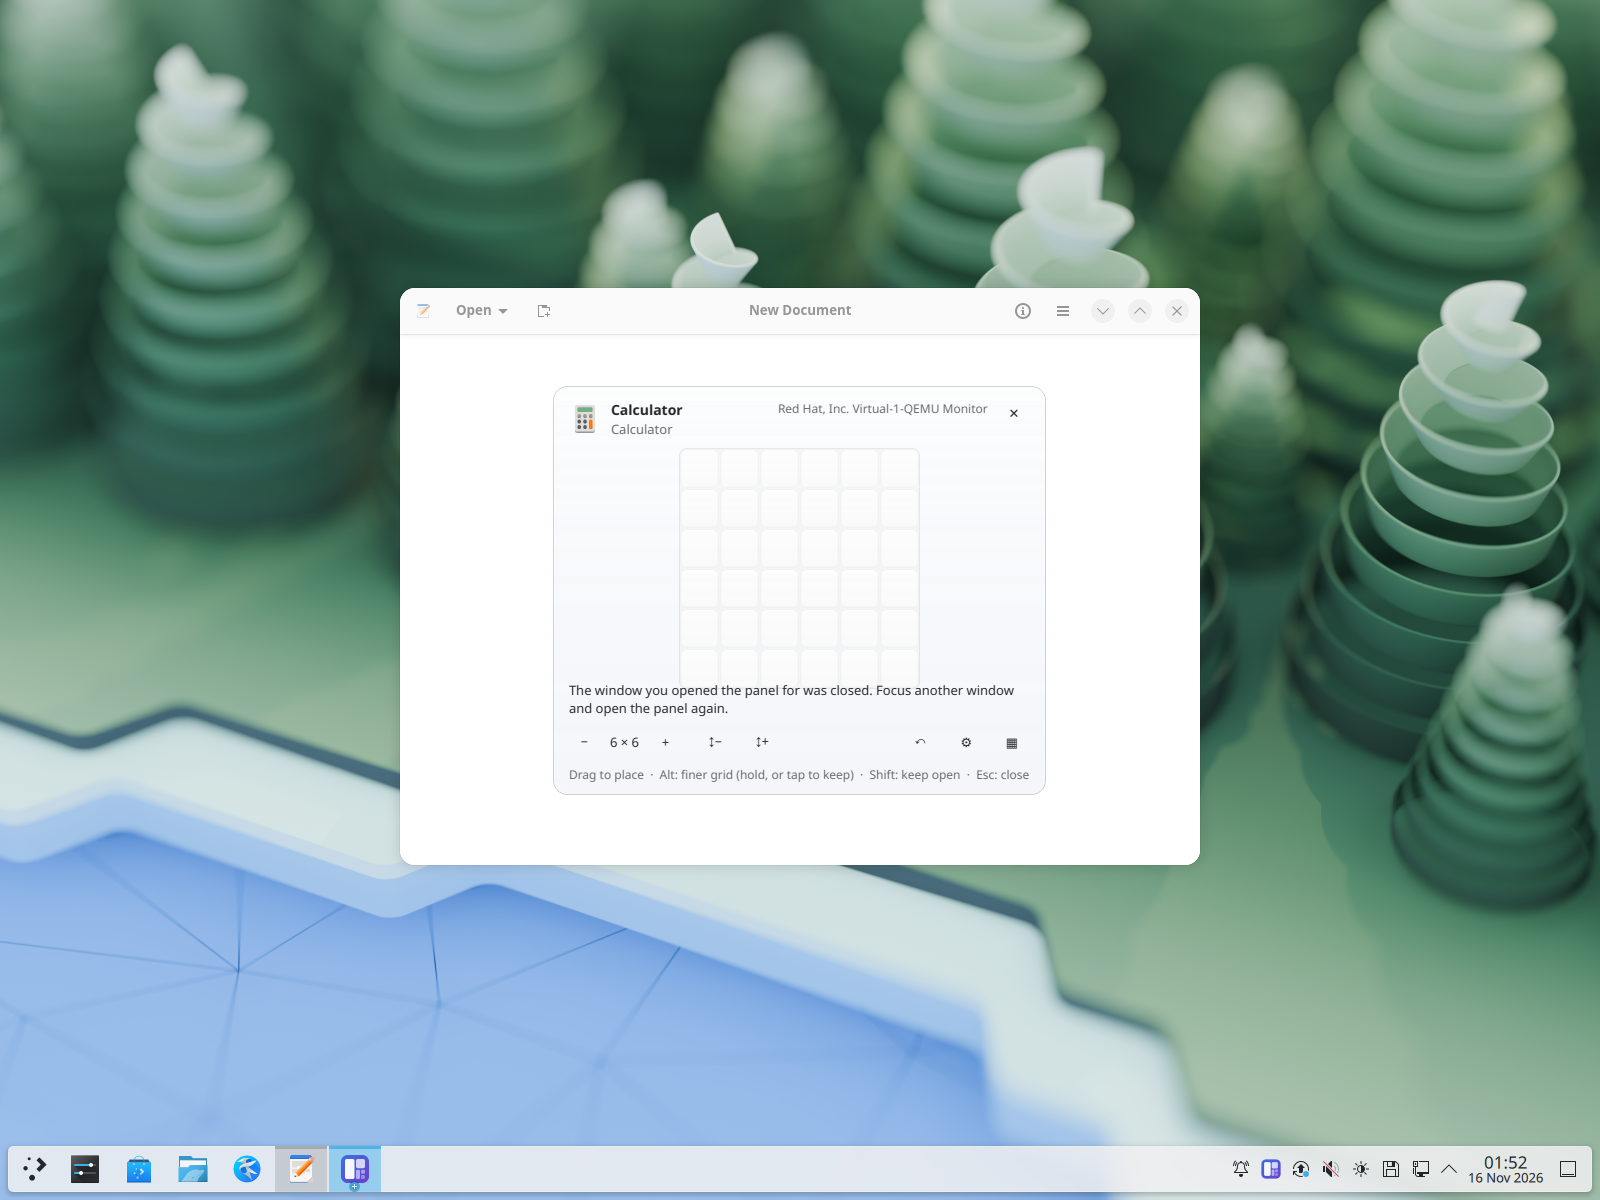 Open
New Document
Calculator
Red Hat, Inc. Virtual-1-QEMU Monitor
Calculator
The window you opened the panel for was closed. Focus another window
and open the panel again.
− 6 × 6 + ↕− ↕+
Drag to place · Alt: finer grid (hold, or tap to keep) · Shift: keep open · Esc: close
01:52
16 Nov 2026